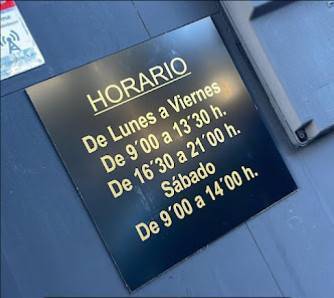 HORARIO
De Lunes a Viernes
De 9´00 a 13´30 h.
De 16´30 a 21´00 h.
Sábado
De 9´00 a 14´00 h.